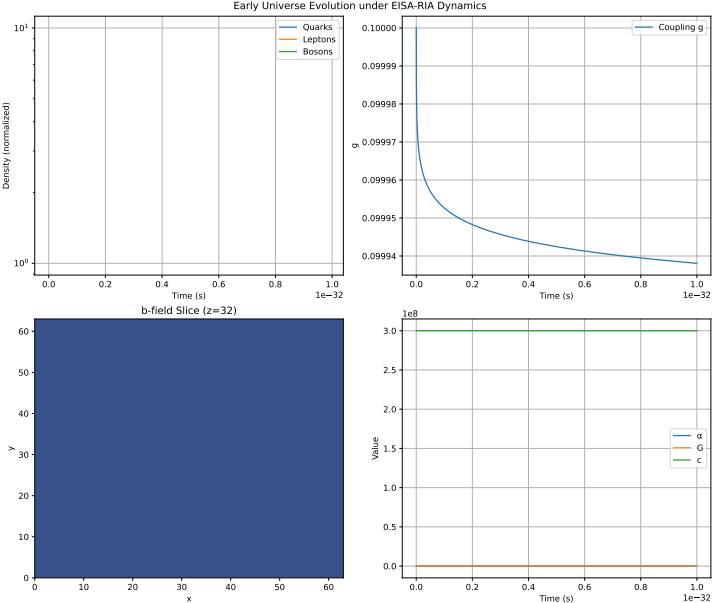 Early Universe Evolution under EISA-RIA Dynamics
Density (normalized)
10¹
10⁰
Quarks
Leptons
Bosons
0.0 0.2 0.4 0.6 0.8 1.0
Time (s)
1e−32
g
0.10000
0.09999
0.09998
0.09997
0.09996
0.09995
0.09994
Coupling g
0.0 0.2 0.4 0.6 0.8 1.0
Time (s)
1e−32
b-field Slice (z=32)
y
60
50
40
30
20
10
0
0 10 20 30 40 50 60
x
1e8
Value
3.0
2.5
2.0
1.5
1.0
0.5
0.0
α
G
c
0.0 0.2 0.4 0.6 0.8 1.0
Time (s)
1e−32